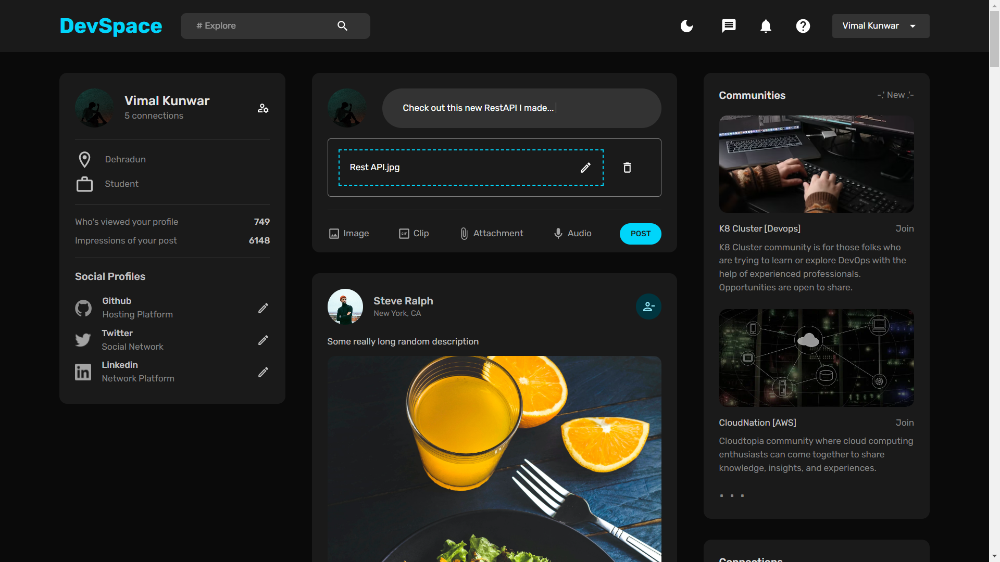 DevSpace
# Explore
Vimal Kunwar
Vimal Kunwar
5 connections
Dehradun
Student
Who's viewed your profile 749
Impressions of your post 6148
Social Profiles
Github
Hosting Platform
Twitter
Social Network
Linkedin
Network Platform
Check out this new RestAPI I made...
Rest API.jpg
Image
GIF Clip
Attachment
Audio
POST
Steve Ralph
New York, CA
Some really long random description
Communities
-,' New ,'-
SAMSUNG
K8 Cluster [Devops] Join
K8 Cluster community is for those folks who
are trying to learn or explore DevOps with the
help of experienced professionals.
Opportunities are open to share.
CloudNation [AWS] Join
Cloudtopia community where cloud computing
enthusiasts can come together to share
knowledge, insights, and experiences.
. . .
Connections